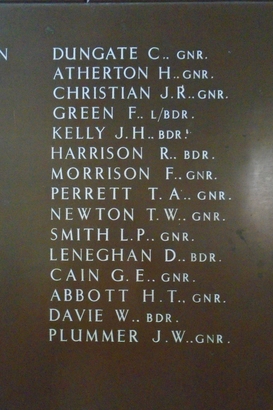 N
DUNGATE C.. GNR.
ATHERTON H.. GNR.
CHRISTIAN J.R.. GNR.
GREEN F.. L/BDR.
KELLY J.H.. BDR.
HARRISON R.. BDR.
MORRISON F.. GNR.
PERRETT T.A.. GNR.
NEWTON T.W.. GNR.
SMITH L.P.. GNR.
LENEGHAN D.. BDR.
CAIN G.E.. GNR.
ABBOTT H.T., GNR.
DAVIE W.. BDR.
PLUMMER J.W.. GNR.